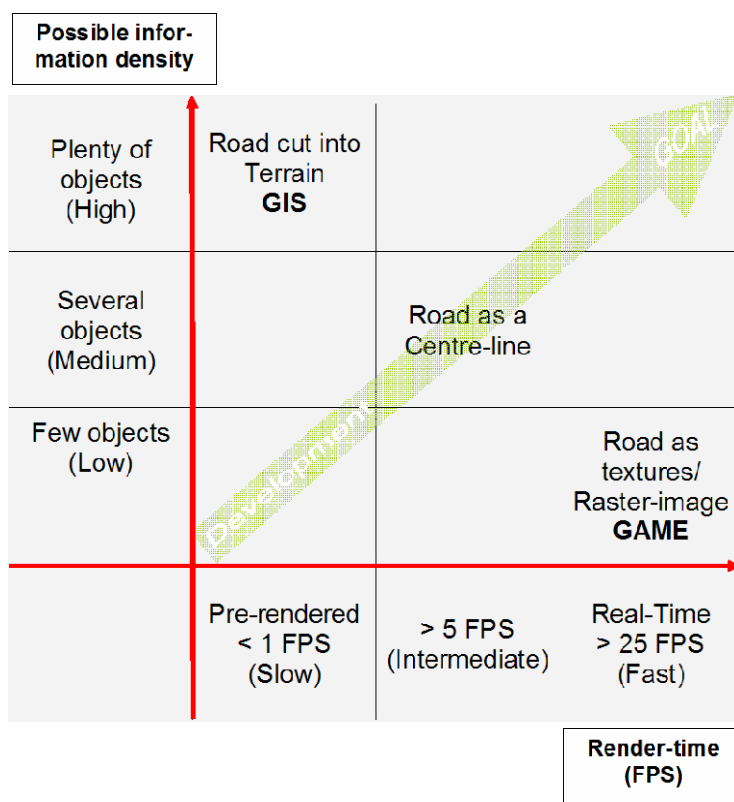 Possible infor-
mation density
Plenty of
objects
(High)
Road cut into
Terrain
GIS
GOAL
Several
objects
(Medium)
Road as a
Centre-line
Few objects
(Low)
Development
Road as
textures/
Raster-image
GAME
Pre-rendered
< 1 FPS
(Slow)
> 5 FPS
(Intermediate)
Real-Time
> 25 FPS
(Fast)
Render-time
(FPS)